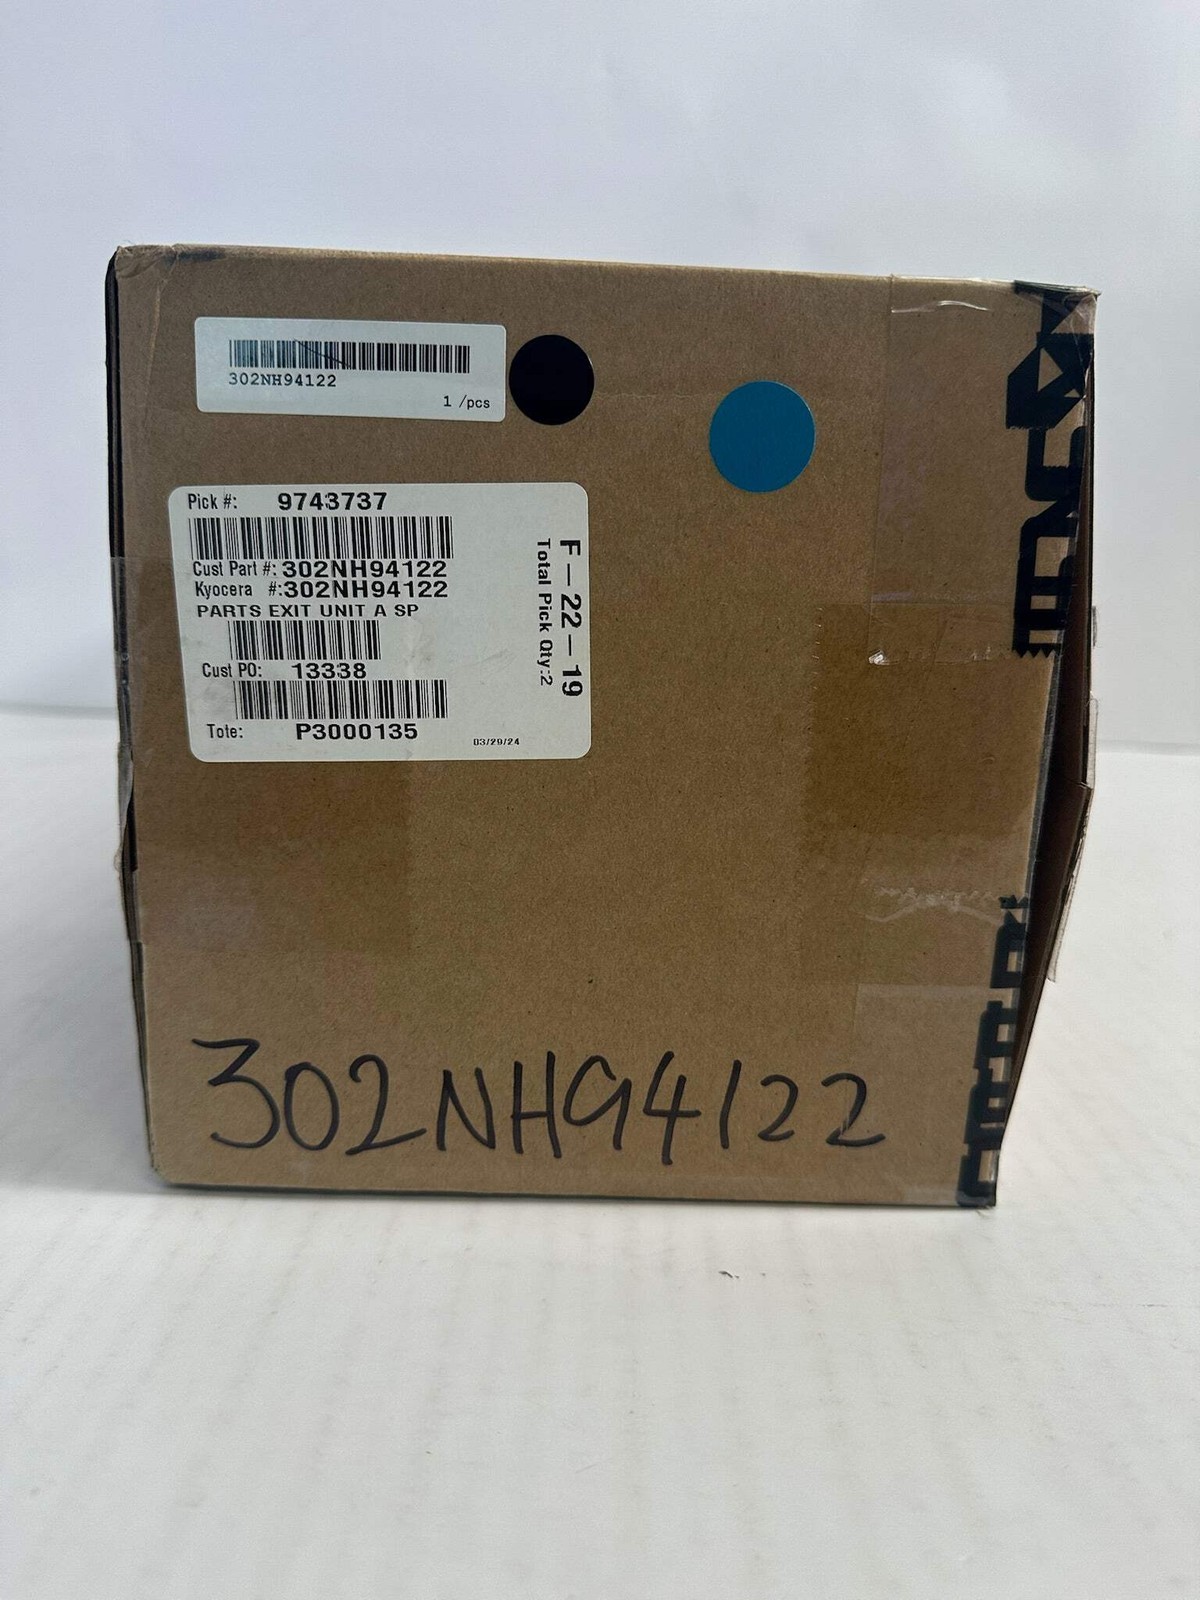 302NH94122
1 /pcs
Pick #: 9743737
Cust Part #: 302NH94122
Kyocera #:302NH94122
PARTS EXIT UNIT A SP
Cust PO: 13338
Tote: P3000135
03/29/24
F-22-19
Total Pick Qty:2
302NH94122